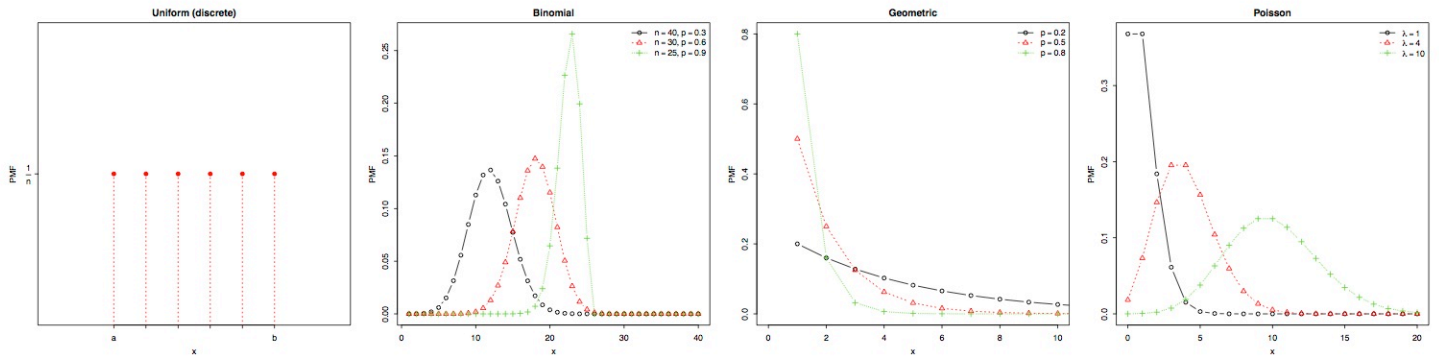 Uniform (discrete)
PMF
1
n
a
b
x
Binomial
n = 40, p = 0.3
n = 30, p = 0.6
n = 25, p = 0.9
PMF
0.25
0.20
0.15
0.10
0.05
0.00
0 10 20 30 40
x
Geometric
p = 0.2
p = 0.5
p = 0.8
PMF
0.8
0.6
0.4
0.2
0.0
0 2 4 6 8 10
x
Poisson
λ = 1
λ = 4
λ = 10
PMF
0.3
0.2
0.1
0.0
0 5 10 15 20
x